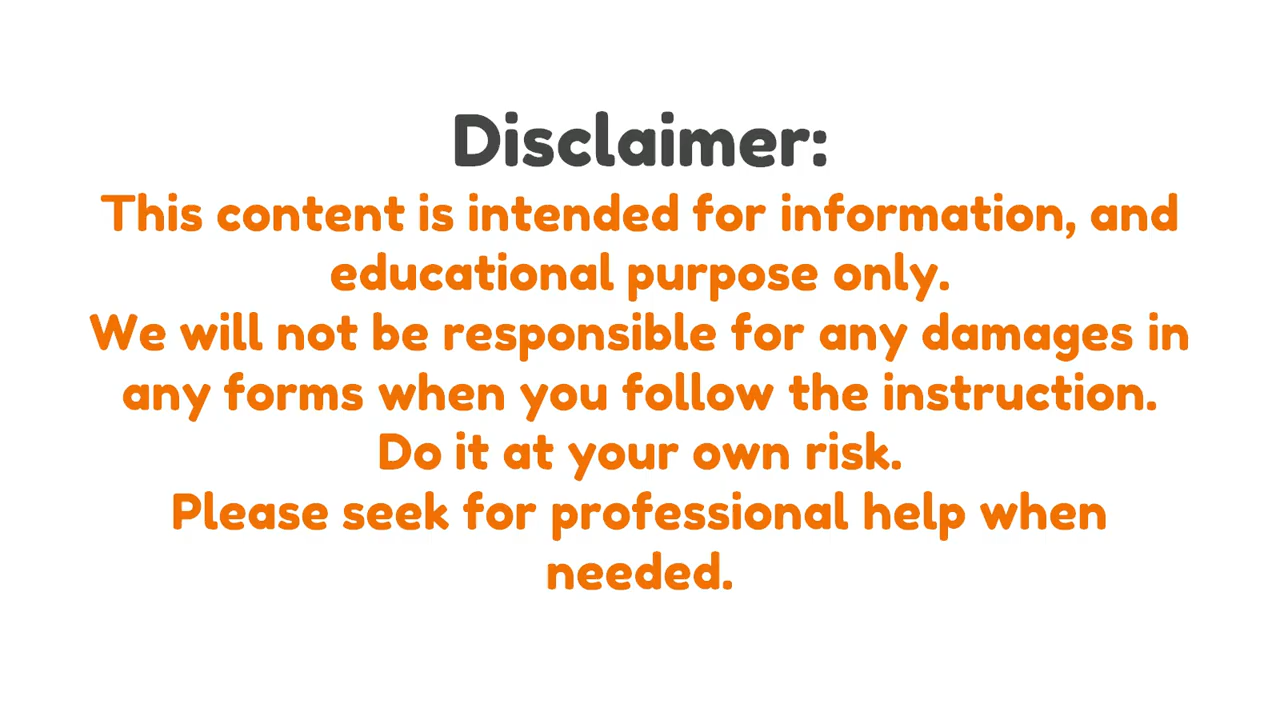 Disclaimer:
This content is intended for information, and
educational purpose only.
We will not be responsible for any damages in
any forms when you follow the instruction.
Do it at your own risk.
Please seek for professional help when
needed.